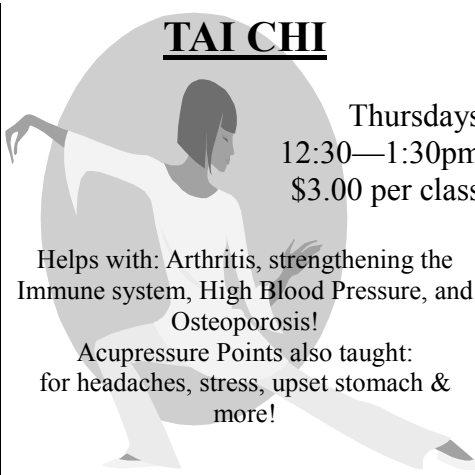 TAI CHI
Thursdays
12:30—1:30pm
$3.00 per class
Helps with: Arthritis, strengthening the
Immune system, High Blood Pressure, and
Osteoporosis!
Acupressure Points also taught:
for headaches, stress, upset stomach &
more!